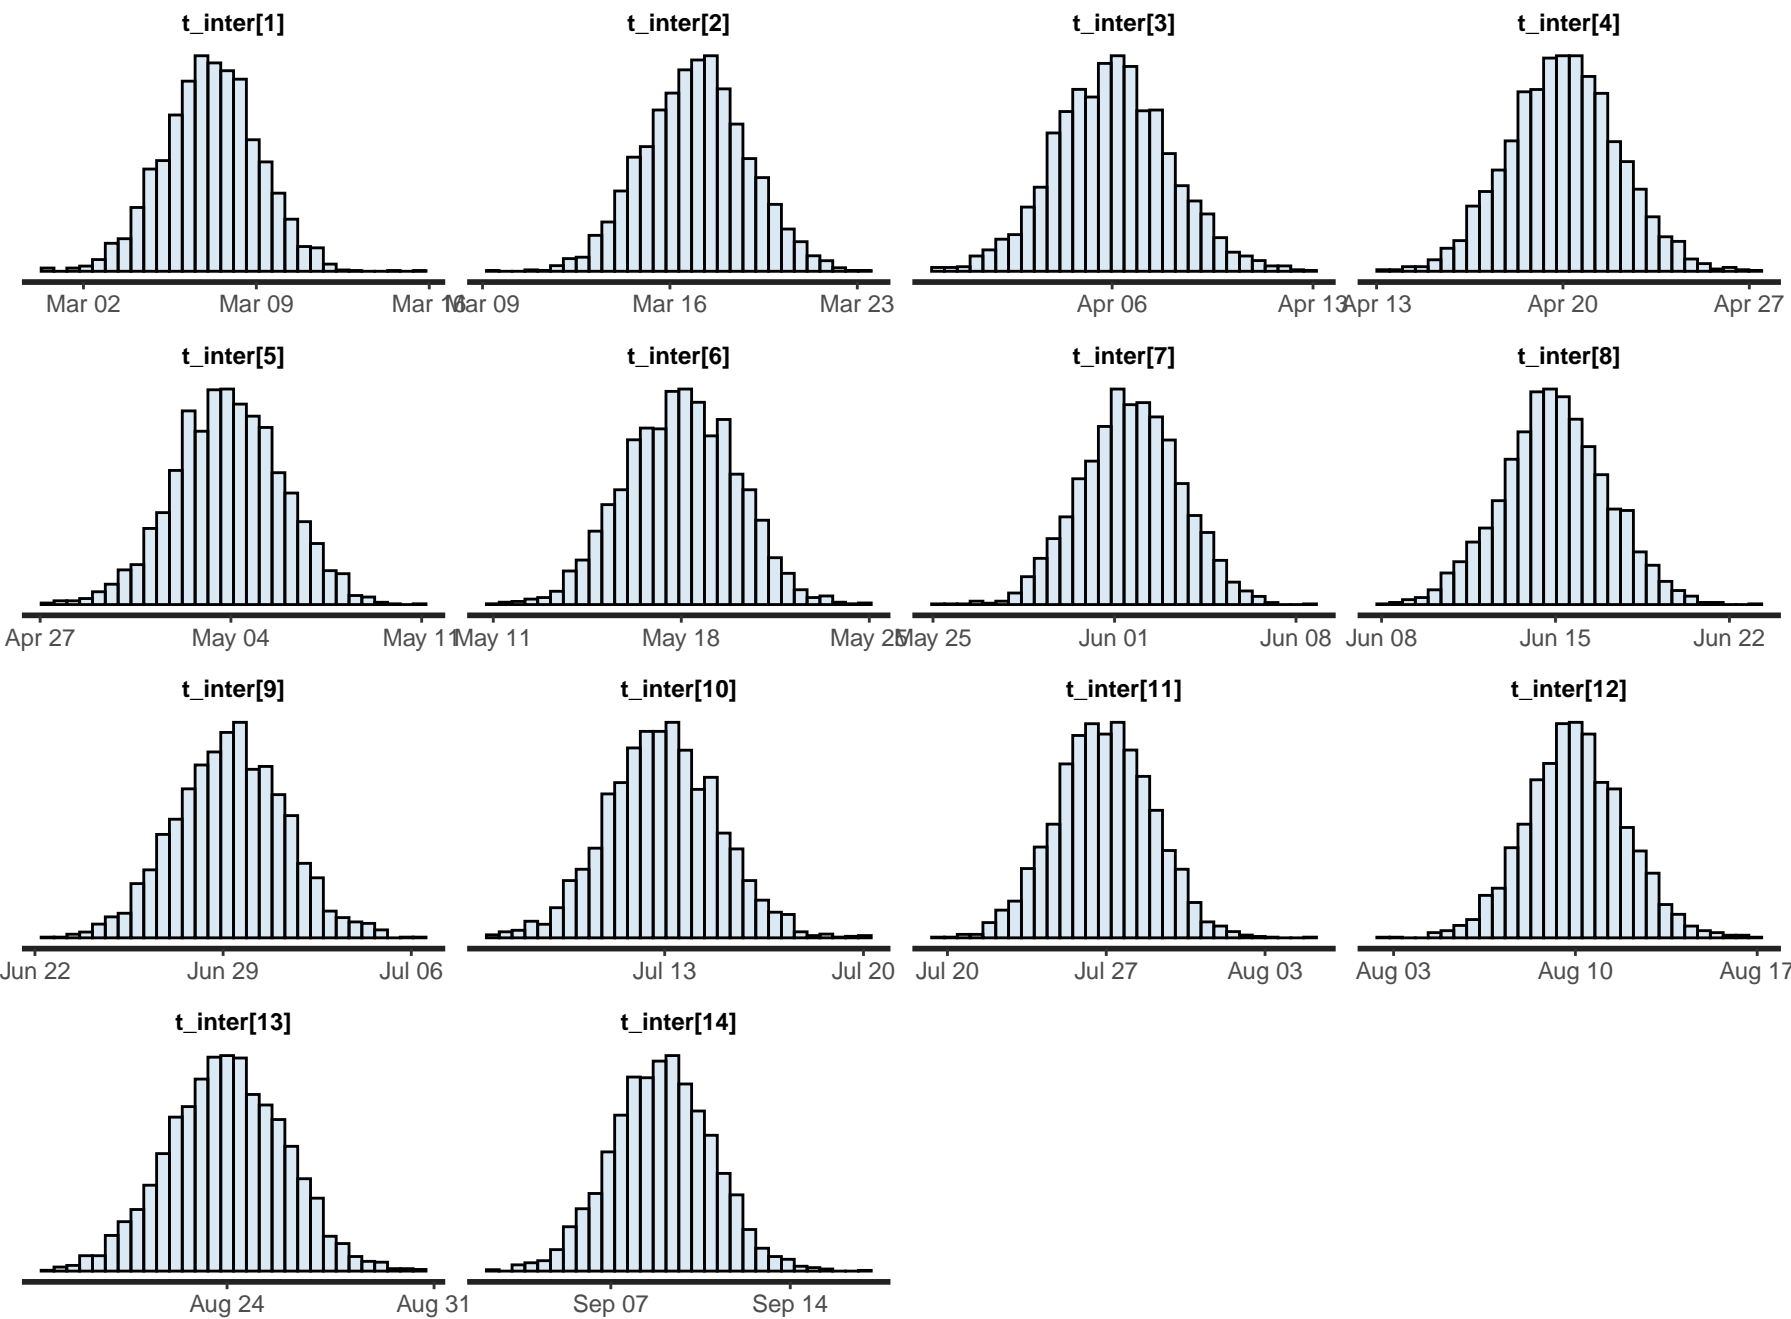 t_inter[1] t_inter[2] t_inter[3] t_inter[4]
Mar 02 Mar 09 Mar 16 Mar 09 Mar 16 Mar 23 Apr 06 Apr 13 Apr 13 Apr 20 Apr 27
t_inter[5] t_inter[6] t_inter[7] t_inter[8]
Apr 27 May 04 May 11 May 11 May 18 May 25 May 25 Jun 01 Jun 08 Jun 08 Jun 15 Jun 22
t_inter[9] t_inter[10] t_inter[11] t_inter[12]
Jun 22 Jun 29 Jul 06 Jul 13 Jul 20 Jul 20 Jul 27 Aug 03 Aug 03 Aug 10 Aug 17
t_inter[13] t_inter[14]
Aug 24 Aug 31 Sep 07 Sep 14